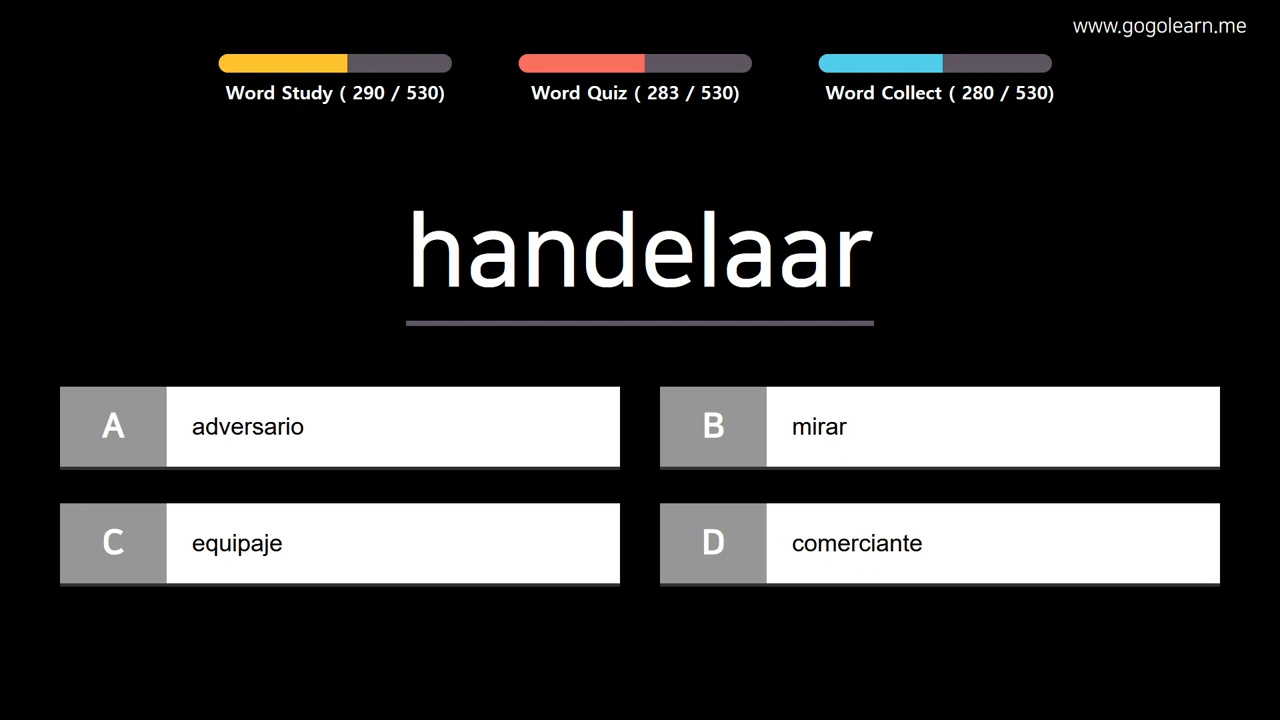 www.gogolearn.me
Word Study ( 290 / 530)
Word Quiz ( 283 / 530)
Word Collect ( 280 / 530)
handelaar
A adversario
B mirar
C equipaje
D comerciante